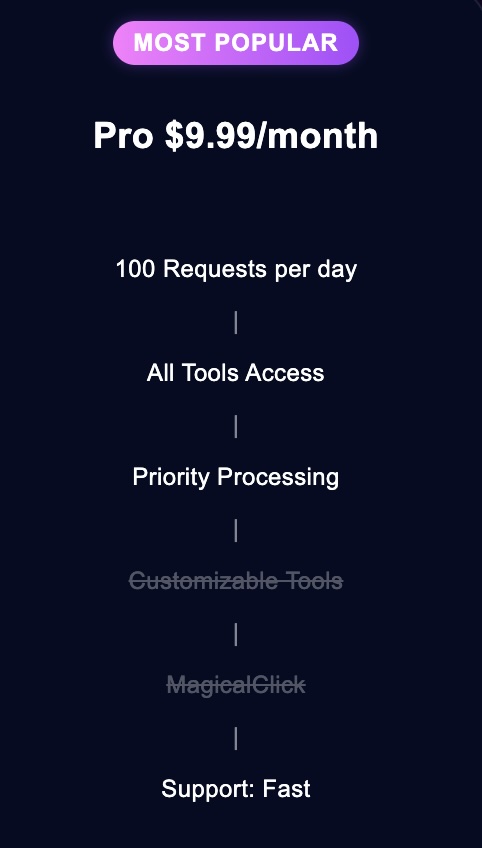 MOST POPULAR
Pro $9.99/month
100 Requests per day
|
All Tools Access
|
Priority Processing
|
Customizable Tools
|
MagicalClick
|
Support: Fast